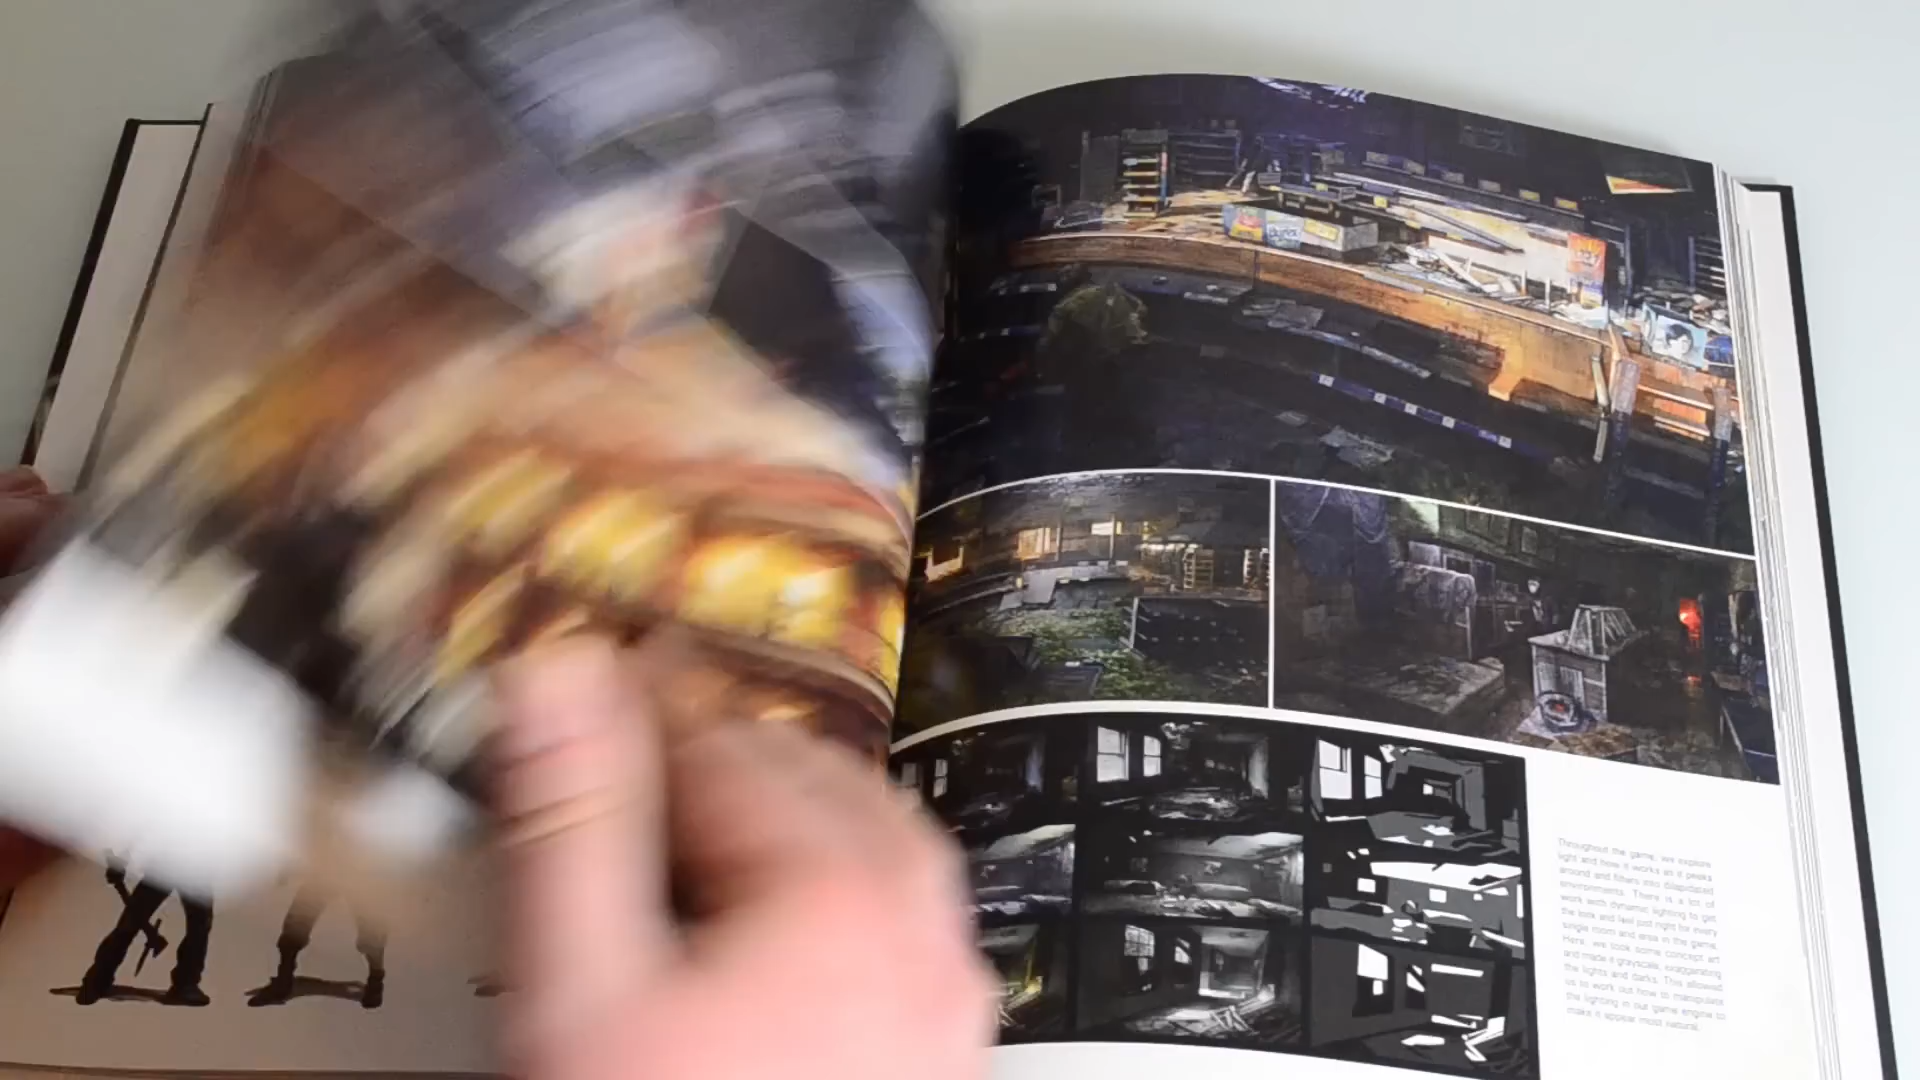 Throughout the game, we explore
light and how it works as it peaks
around and filters into dilapidated
environments. There is a lot of
work with dynamic lighting to get
the look and feel just right for every
single room and area in the game.
Here, we took some concept art
and made it grayscale, exaggerating
the lights and darks. This allowed
us to work out how to manipulate
the lighting in our game engine to
make it appear most natural.